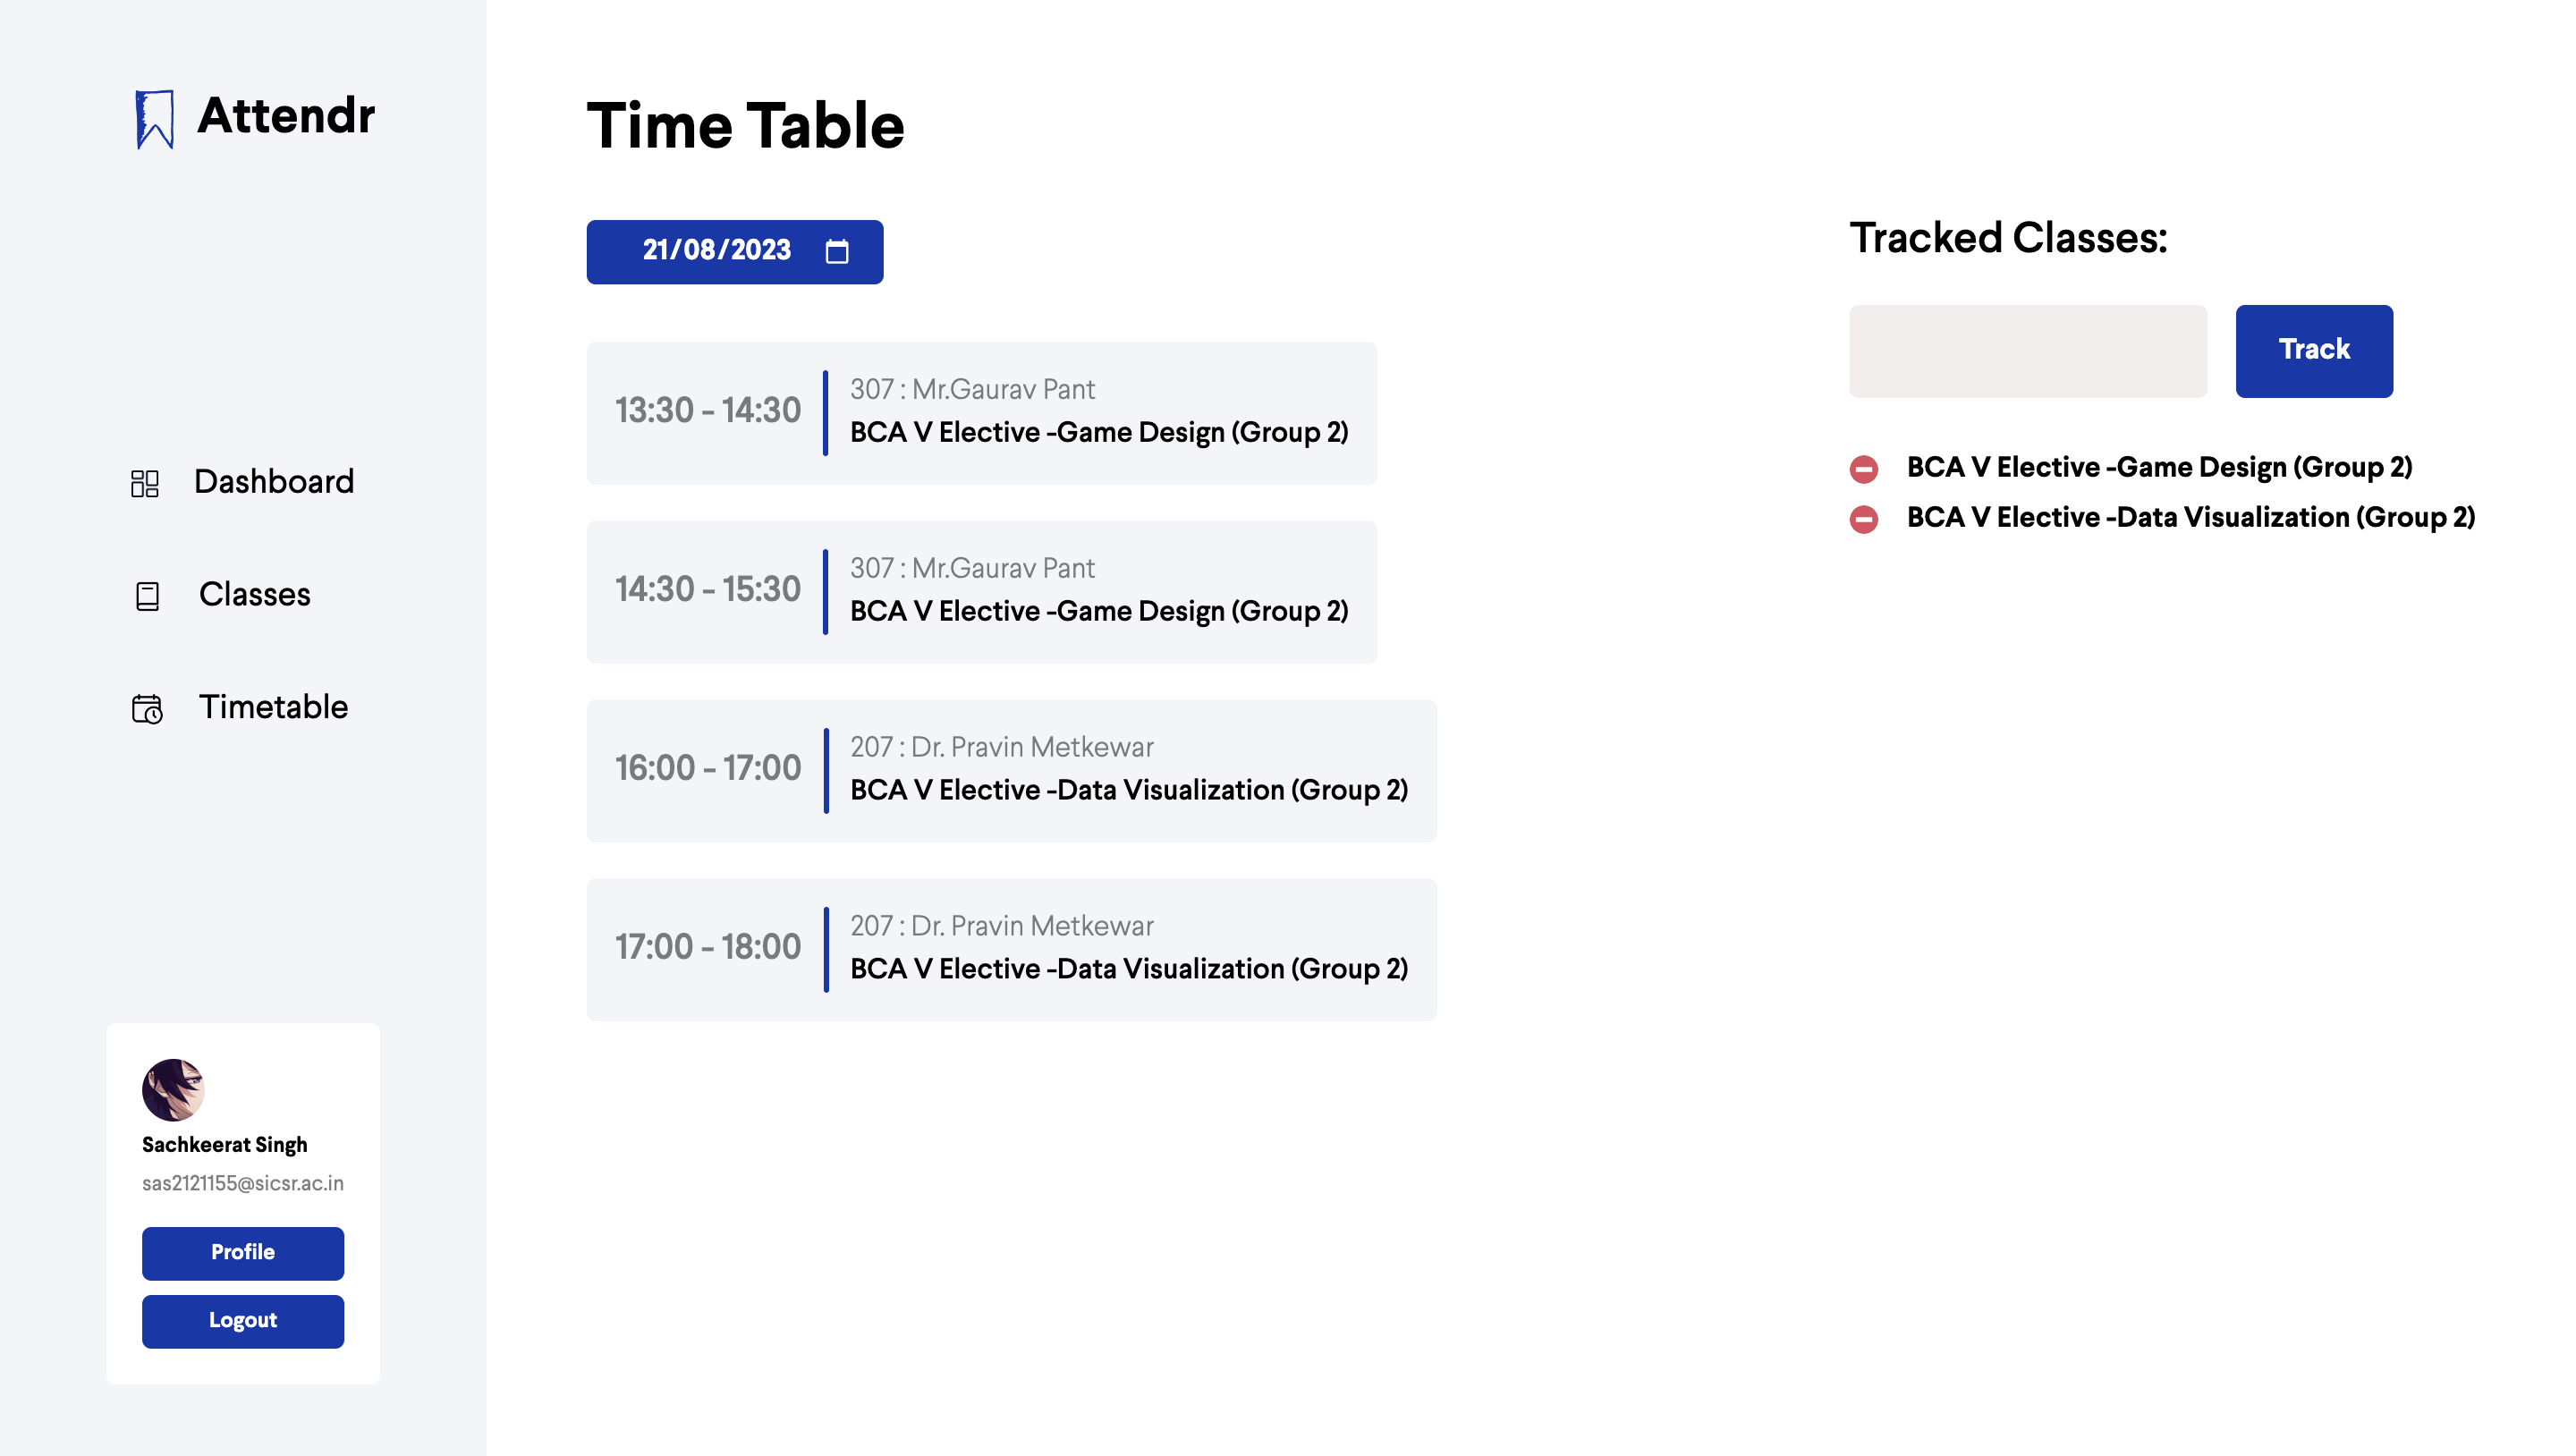 Attendr
Dashboard
Classes
Timetable
Sachkeerat Singh
sas2121155@sicsr.ac.in
Profile
Logout
Time Table
21/08/2023
13:30 - 14:30
307 : Mr.Gaurav Pant
BCA V Elective -Game Design (Group 2)
14:30 - 15:30
307 : Mr.Gaurav Pant
BCA V Elective -Game Design (Group 2)
16:00 - 17:00
207 : Dr. Pravin Metkewar
BCA V Elective -Data Visualization (Group 2)
17:00 - 18:00
207 : Dr. Pravin Metkewar
BCA V Elective -Data Visualization (Group 2)
Tracked Classes:
Track
BCA V Elective -Game Design (Group 2)
BCA V Elective -Data Visualization (Group 2)